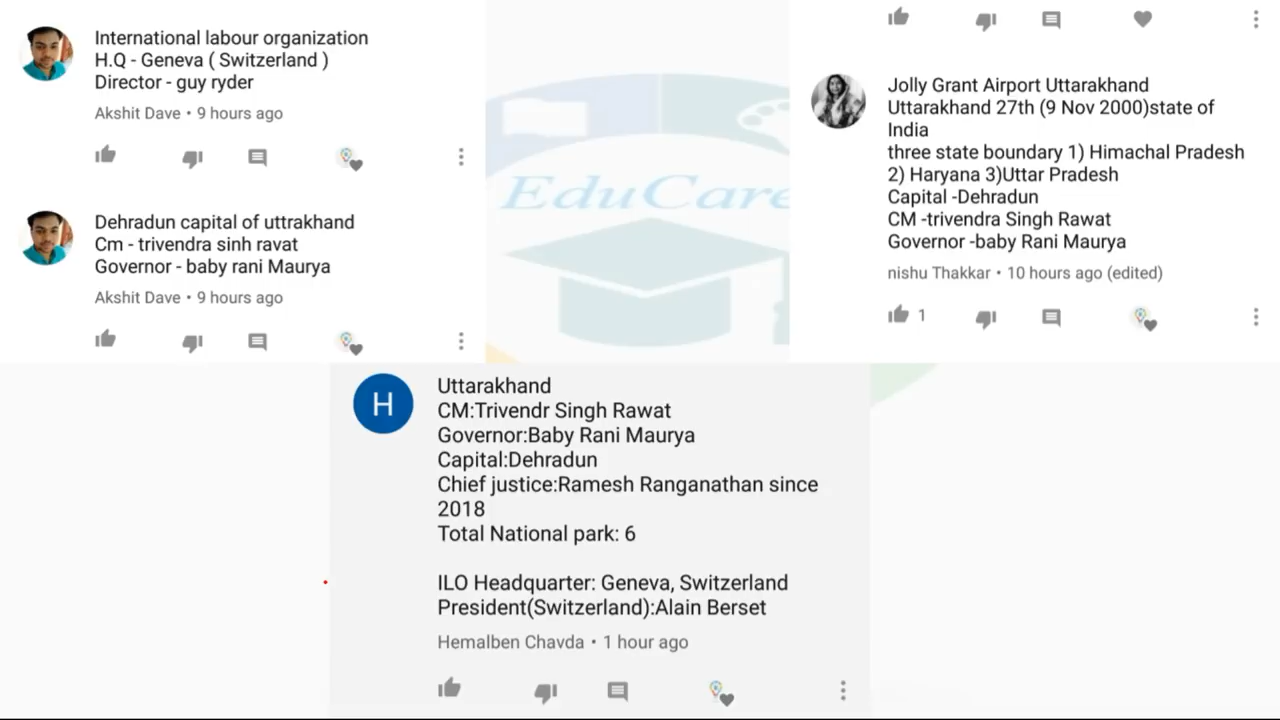 International labour organization
H.Q - Geneva ( Switzerland )
Director - guy ryder
Akshit Dave • 9 hours ago
Dehradun capital of uttrakhand
Cm - trivendra sinh ravat
Governor - baby rani Maurya
Akshit Dave • 9 hours ago
EduCare
Jolly Grant Airport Uttarakhand
Uttarakhand 27th (9 Nov 2000)state of
India
three state boundary 1) Himachal Pradesh
2) Haryana 3)Uttar Pradesh
Capital -Dehradun
CM -trivendra Singh Rawat
Governor -baby Rani Maurya
nishu Thakkar • 10 hours ago (edited)
1
H
Uttarakhand
CM:Trivendr Singh Rawat
Governor:Baby Rani Maurya
Capital:Dehradun
Chief justice:Ramesh Ranganathan since
2018
Total National park: 6
ILO Headquarter: Geneva, Switzerland
President(Switzerland):Alain Berset
Hemalben Chavda • 1 hour ago